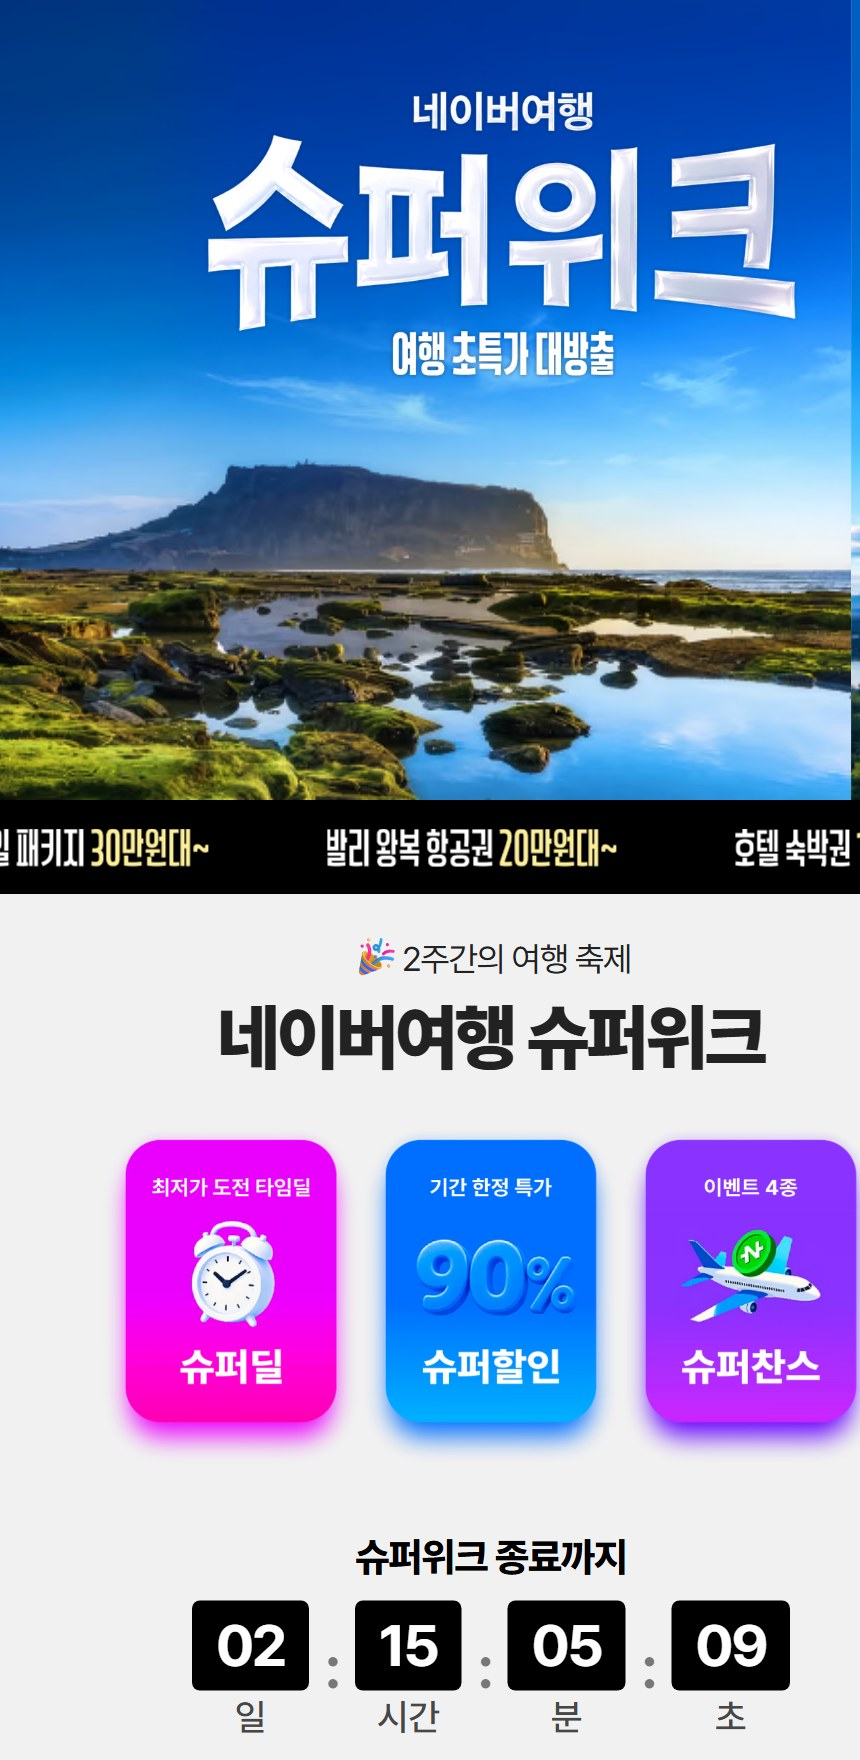 네이버여행
슈퍼위크
여행 초특가 대방출
일 패키지 30만원대~ 발리 왕복 항공권 20만원대~ 호텔 숙박권
🎉 2주간의 여행 축제
네이버여행 슈퍼위크
최저가 도전 타임딜
슈퍼딜
기간 한정 특가
90%
슈퍼할인
이벤트 4종
N
슈퍼찬스
슈퍼위크 종료까지
02 : 15 : 05 : 09
일 시간 분 초